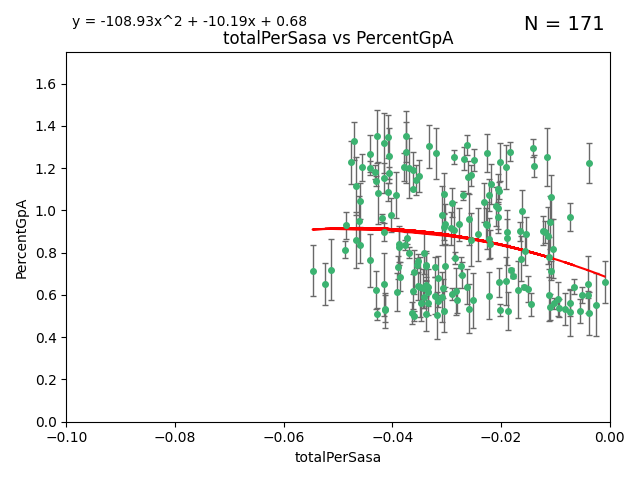 y = -108.93x^2 + -10.19x + 0.68
N = 171
totalPerSasa vs PercentGpA
PercentGpA
1.6
1.4
1.2
1.0
0.8
0.6
0.4
0.2
0.0
−0.10 −0.08 −0.06 −0.04 −0.02 0.00
totalPerSasa